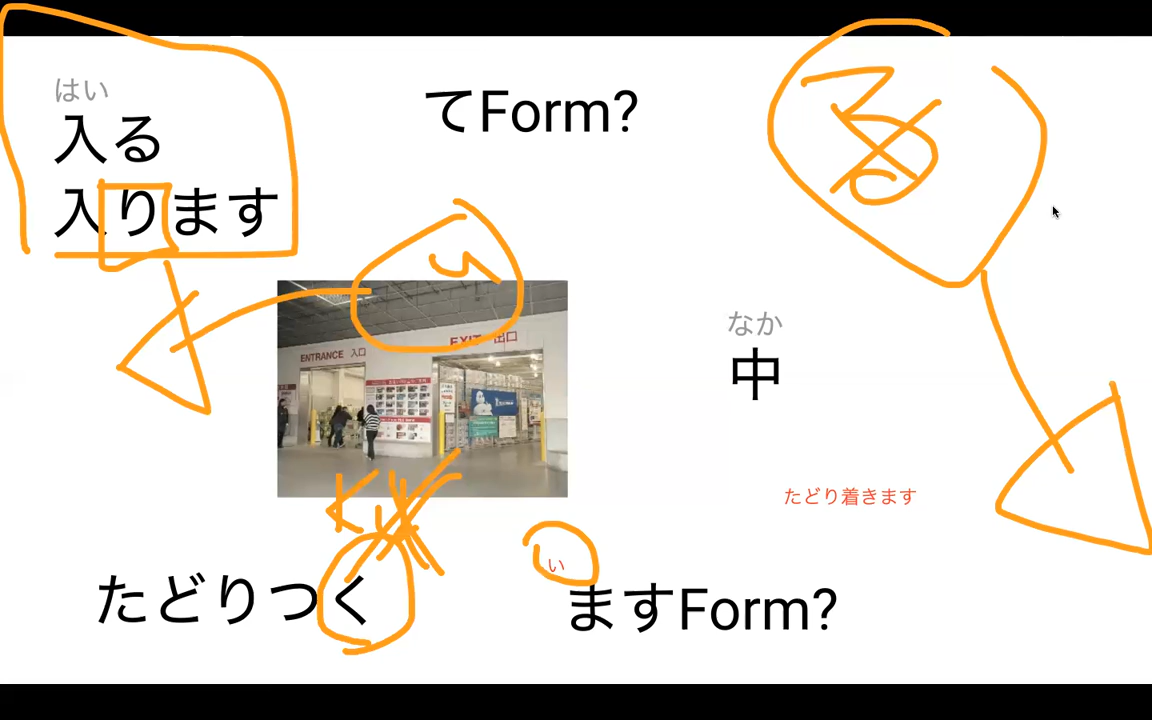 はい
入る
入ります
てForm?
る
ENTRANCE 入口
EXIT 出口
なか
中
たどり着きます
たどりつく
い
ますForm?